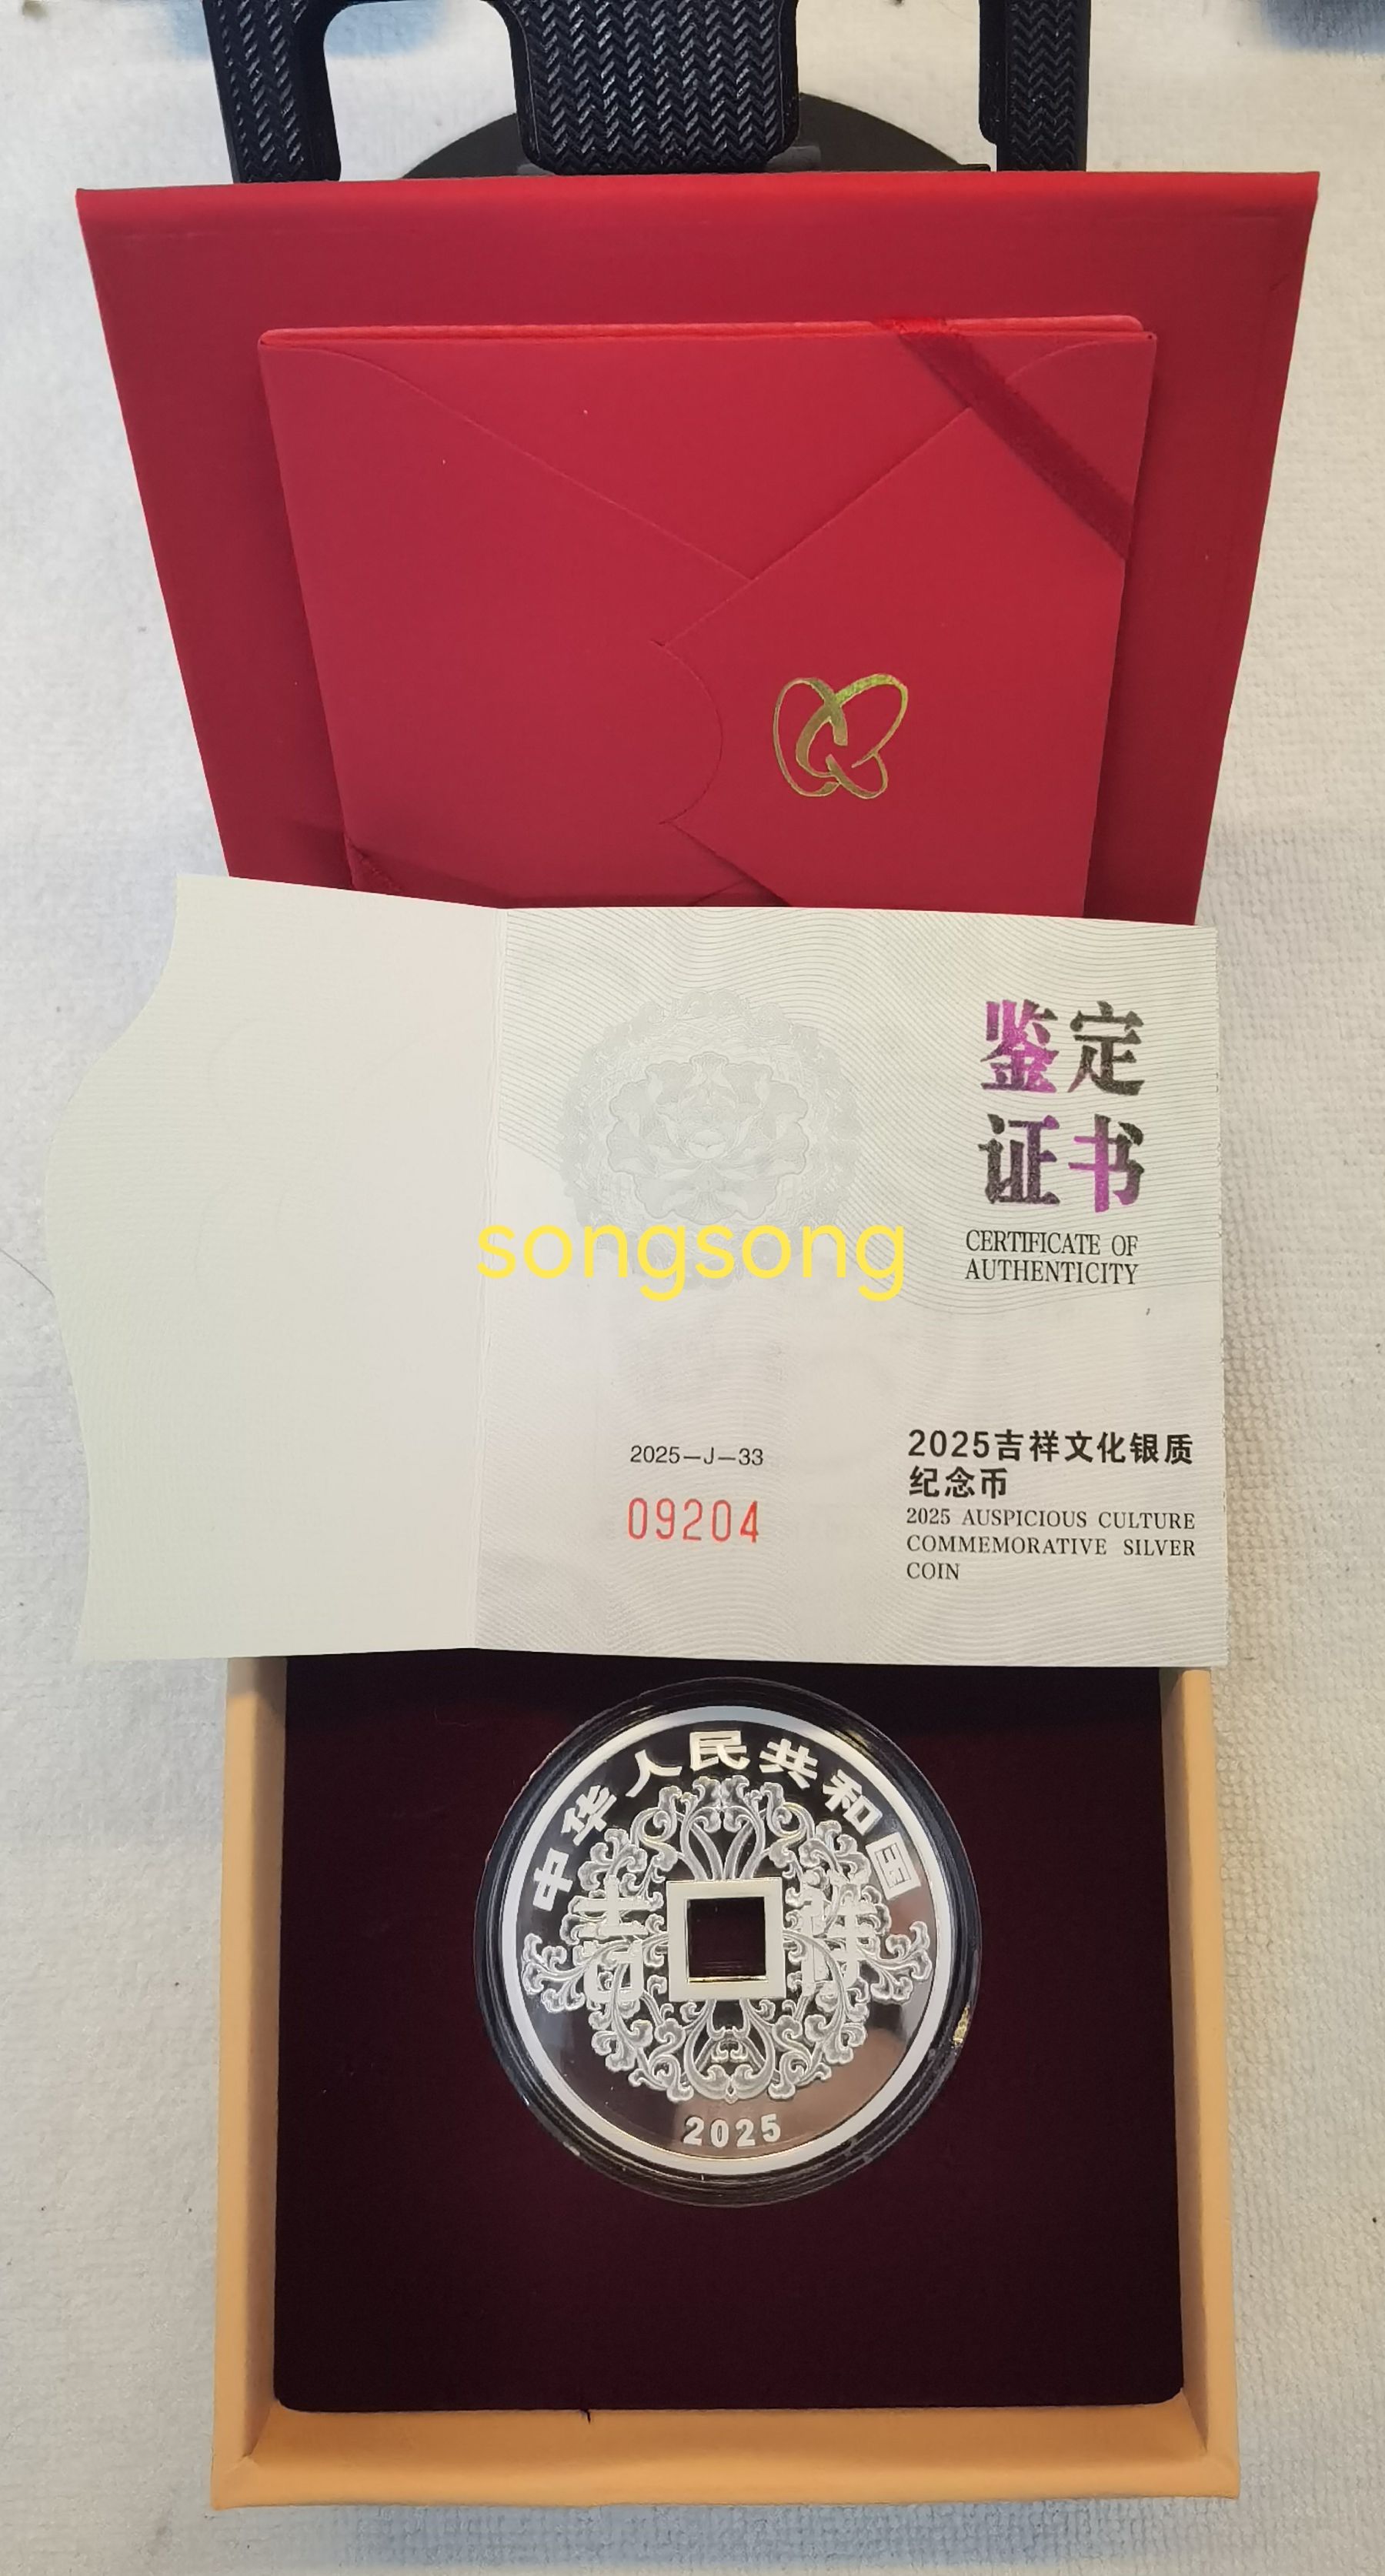 鉴定
证书
CERTIFICATE OF
AUTHENTICITY
songsong
2025—J—33
09204
2025吉祥文化银质
纪念币
2025 AUSPICIOUS CULTURE
COMMEMORATIVE SILVER
COIN
中华人民共和国
吉祥
2025